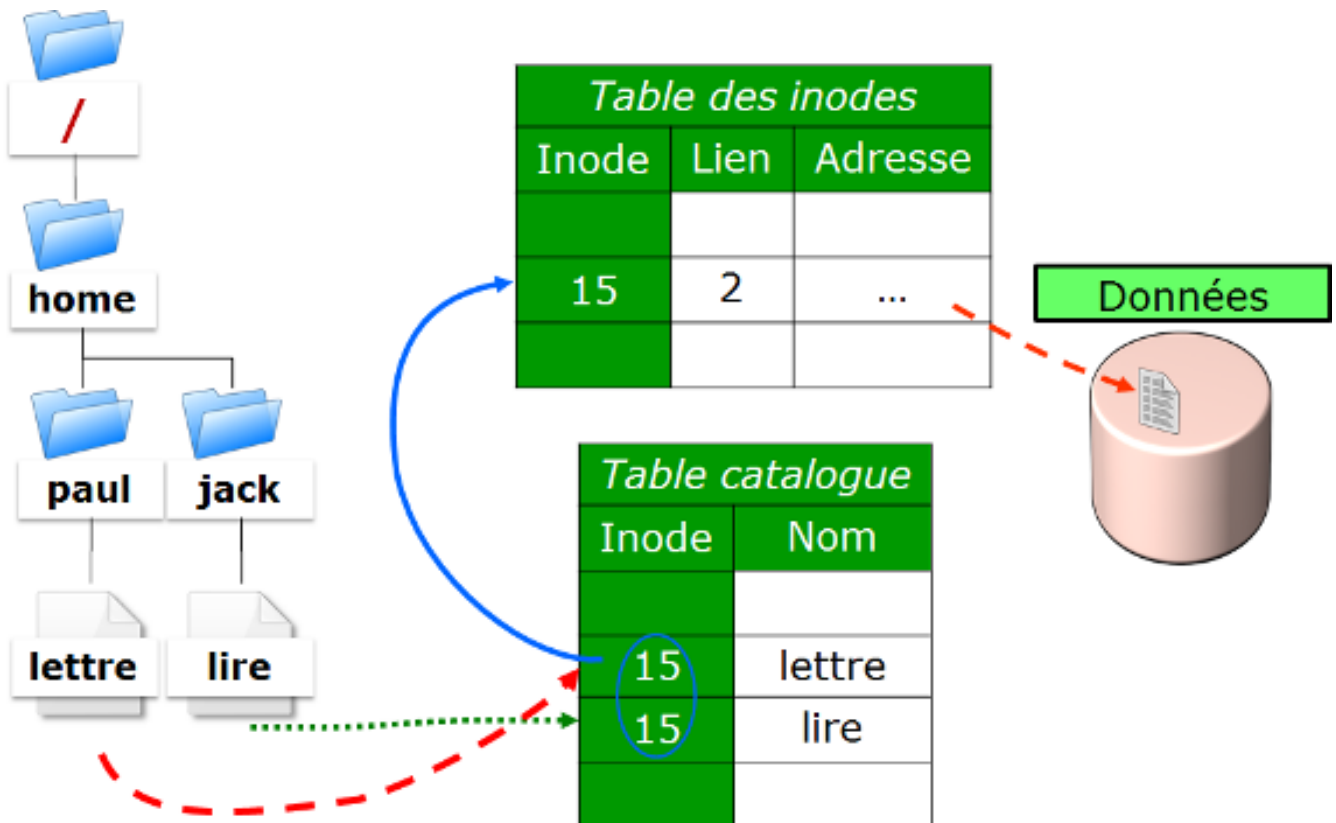 /
home
paul jack
lettre lire
Table des inodes
Inode Lien Adresse
15 2 ...
Données
Table catalogue
Inode Nom
15 lettre
15 lire